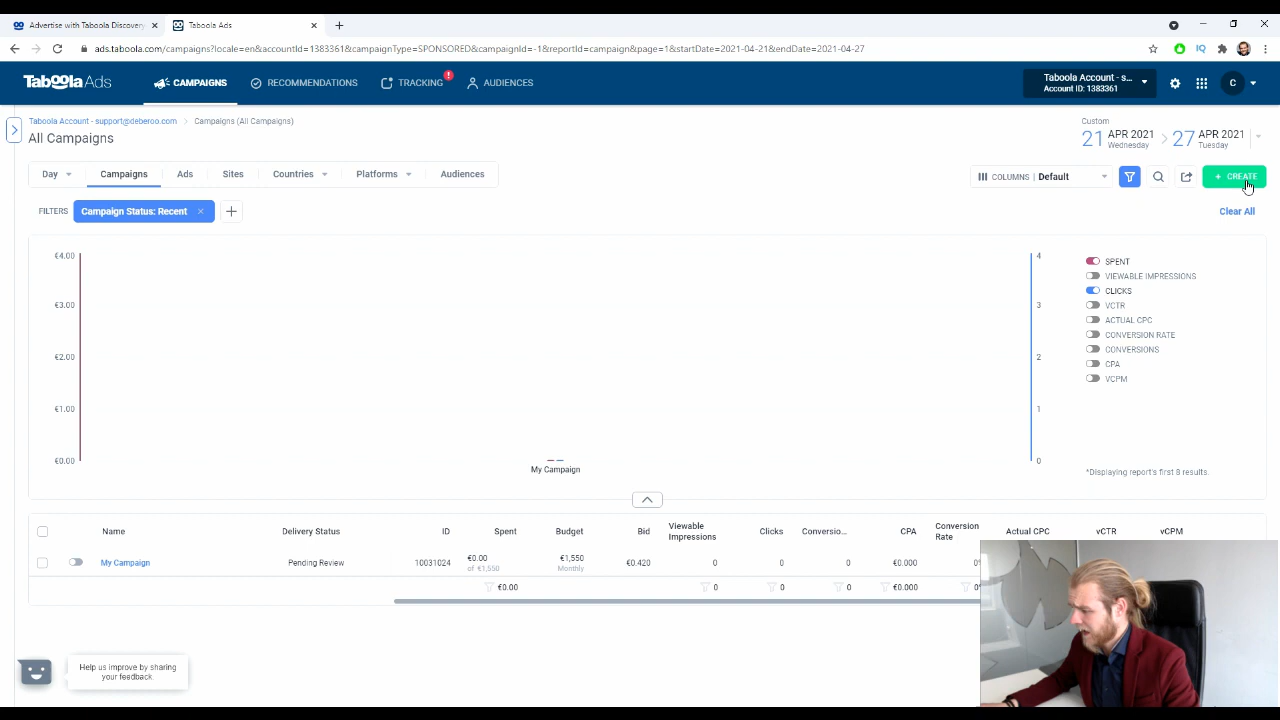 Advertise with Taboola Discovery
Taboola Ads
ads.taboola.com/campaigns?locale=en&accountId=1383361&campaignType=SPONSORED&campaignId=-1&reportId=campaign&page=1&startDate=2021-04-21&endDate=2021-04-27
IQ
Taboola Ads
CAMPAIGNS
RECOMMENDATIONS
TRACKING
!
AUDIENCES
Taboola Account - s...
Account ID: 1383361
C
Taboola Account - support@deberoo.com > Campaigns (All Campaigns)
All Campaigns
Custom
21 APR 2021 Wednesday > 27 APR 2021 Tuesday
Day
Campaigns
Ads
Sites
Countries
Platforms
Audiences
COLUMNS | Default
+ CREATE
FILTERS
Campaign Status: Recent ×
+
Clear All
€4.00
€3.00
€2.00
€1.00
€0.00
My Campaign
4
3
2
1
0
SPENT
VIEWABLE IMPRESSIONS
CLICKS
VCTR
ACTUAL CPC
CONVERSION RATE
CONVERSIONS
CPA
VCPM
*Displaying report's first 8 results.
Name Delivery Status ID Spent Budget Bid Viewable Impressions Clicks Conversio... CPA Conversion Rate Actual CPC vCTR vCPM
My Campaign Pending Review 10031024 €0.00 of €1,550 €1,550 Monthly €0.420 0 0 0 €0.000 0%
€0.00 0 0 0 €0.000 0%
Help us improve by sharing
your feedback.